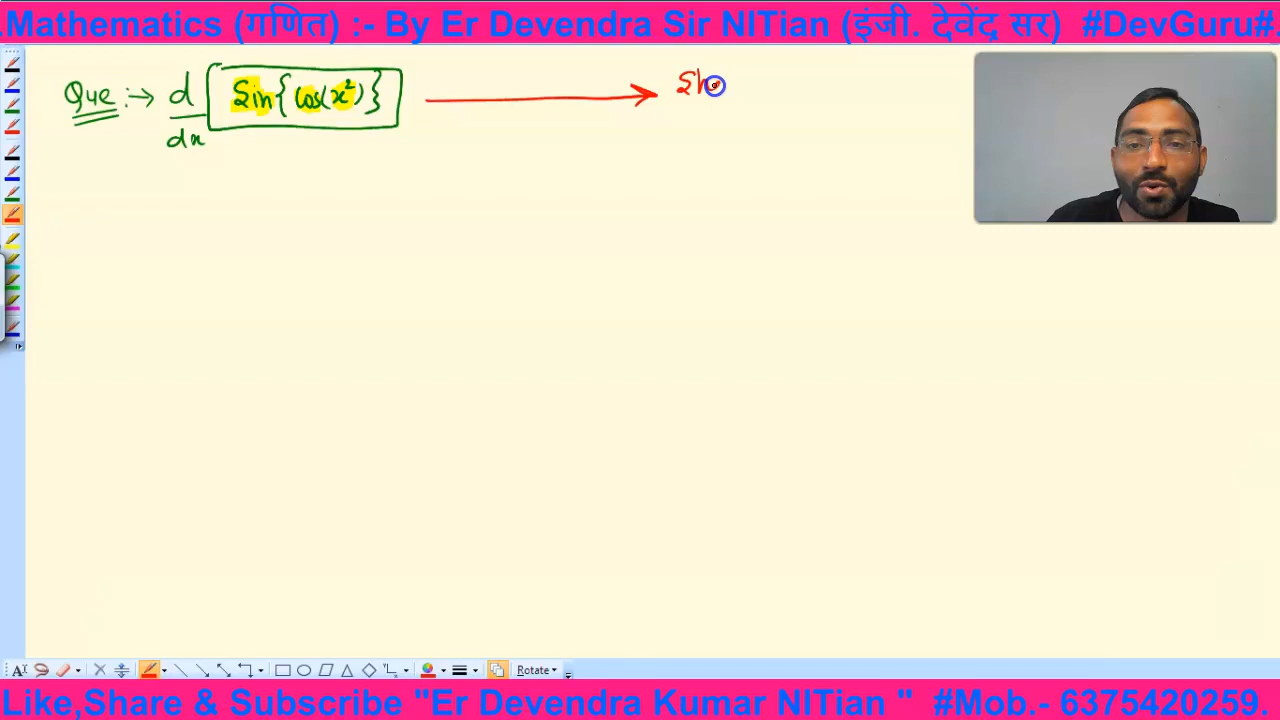 .Mathematics (गणित) :- By Er Devendra Sir NITian (इंजी. देवेंद्र सर) #DevGuru#.
Que :→ d/dx Sin{cos(x²)}
A
Rotate
Like,Share & Subscribe "Er Devendra Kumar NITian " #Mob.- 6375420259.